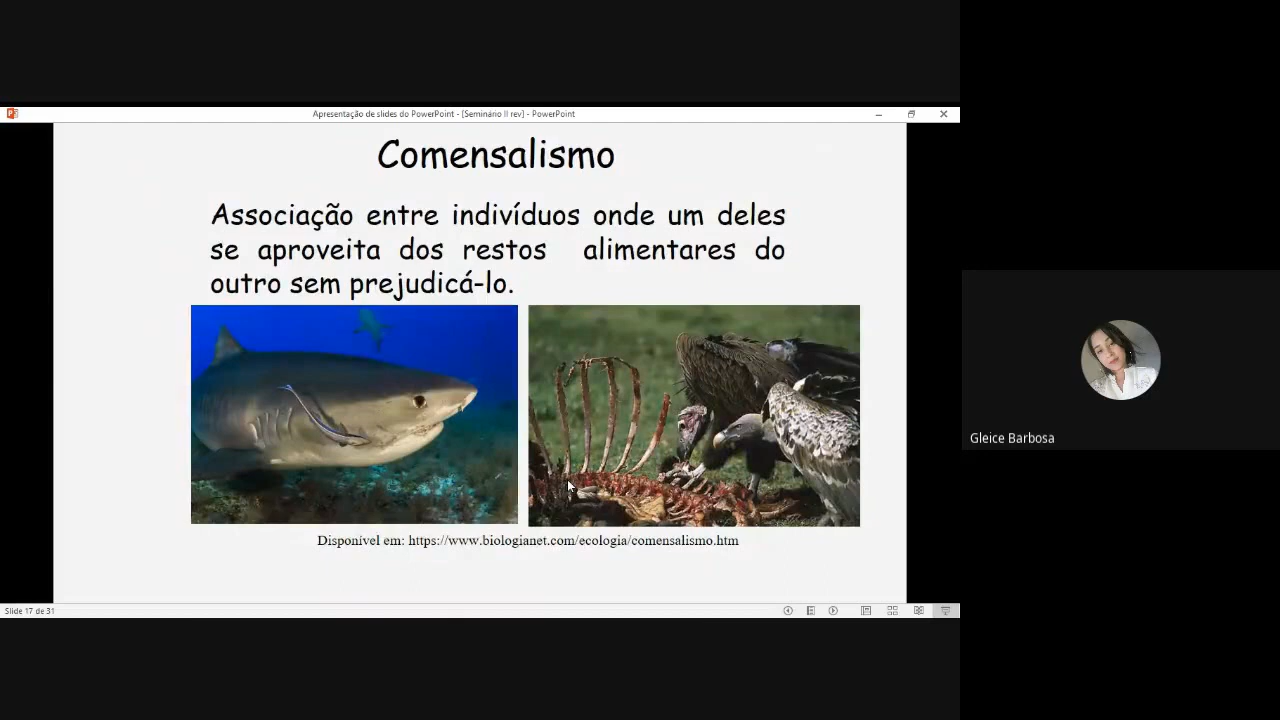 Apresentação de slides do PowerPoint - [Seminário II rev] - PowerPoint
Comensalismo
Associação entre indivíduos onde um deles
se aproveita dos restos alimentares do
outro sem prejudicá-lo.
Disponível em: https://www.biologianet.com/ecologia/comensalismo.htm
Slide 17 de 31
Gleice Barbosa